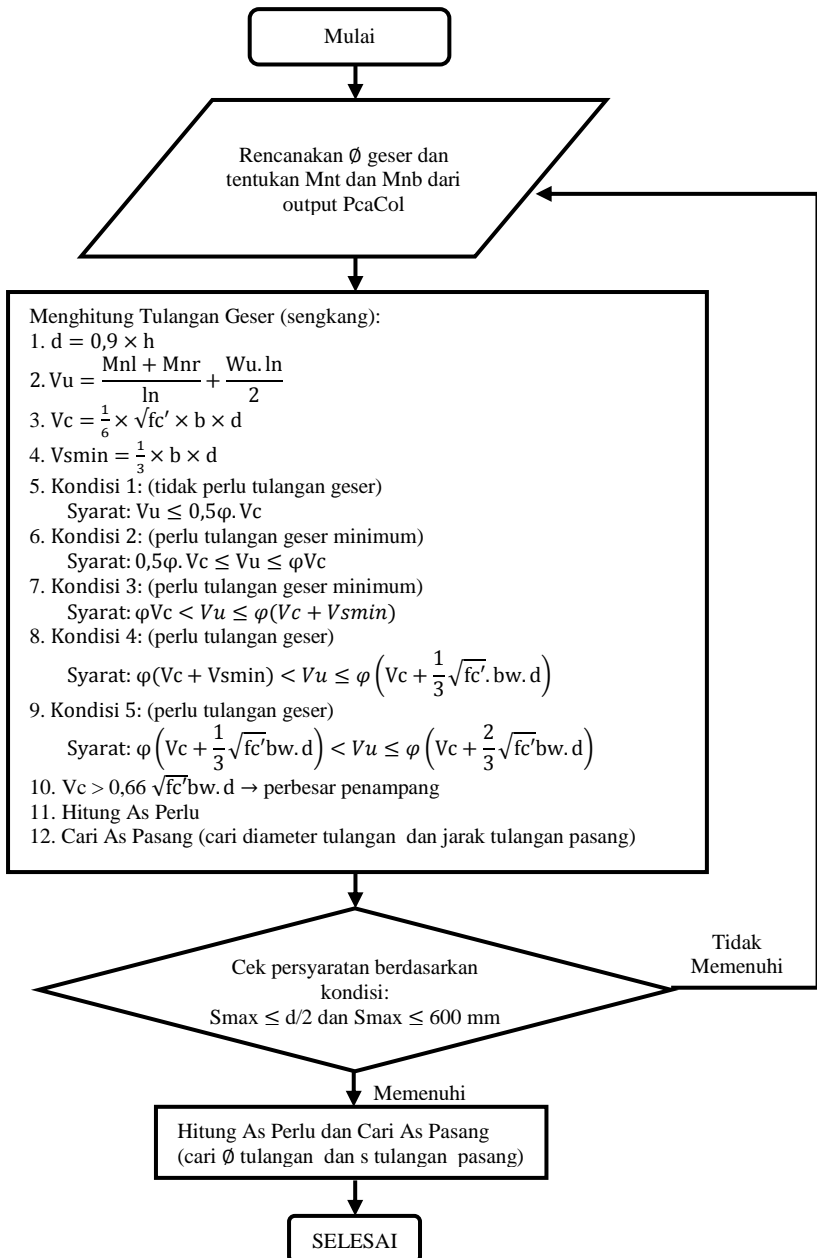 Mulai
Rencanakan Ø geser dan
tentukan Mnt dan Mnb dari
output PcaCol
Menghitung Tulangan Geser (sengkang):
1. d = 0,9 × h
2. Vu = (Mnl + Mnr)/ln + (Wu. ln)/2
3. Vc = 1/6 × √fc′ × b × d
4. Vsmin = 1/3 × b × d
5. Kondisi 1: (tidak perlu tulangan geser)
Syarat: Vu ≤ 0,5φ. Vc
6. Kondisi 2: (perlu tulangan geser minimum)
Syarat: 0,5φ. Vc ≤ Vu ≤ φVc
7. Kondisi 3: (perlu tulangan geser minimum)
Syarat: φVc < Vu ≤ φ(Vc + Vsmin)
8. Kondisi 4: (perlu tulangan geser)
Syarat: φ(Vc + Vsmin) < Vu ≤ φ(Vc + 1/3 √fc′. bw. d)
9. Kondisi 5: (perlu tulangan geser)
Syarat: φ(Vc + 1/3 √fc′bw. d) < Vu ≤ φ(Vc + 2/3 √fc′bw. d)
10. Vc > 0,66 √fc′bw. d → perbesar penampang
11. Hitung As Perlu
12. Cari As Pasang (cari diameter tulangan dan jarak tulangan pasang)
Cek persyaratan berdasarkan
kondisi:
Smax ≤ d/2 dan Smax ≤ 600 mm
Tidak
Memenuhi
Memenuhi
Hitung As Perlu dan Cari As Pasang
(cari Ø tulangan dan s tulangan pasang)
SELESAI